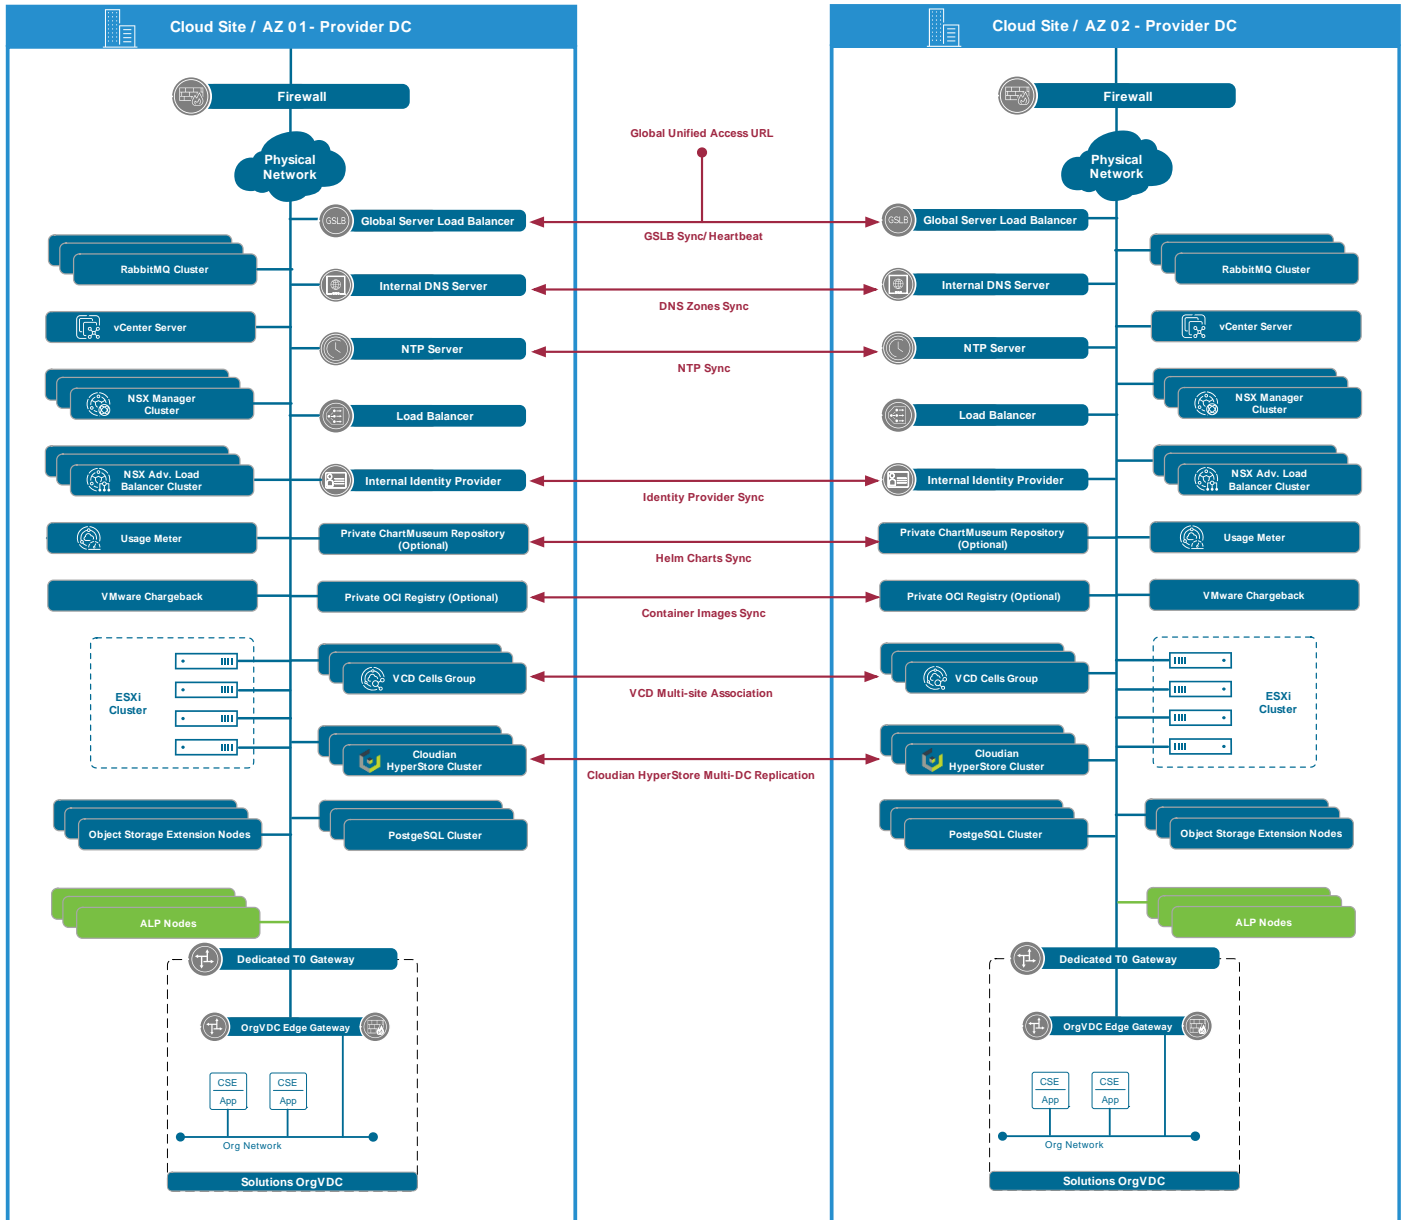 Cloud Site / AZ 01 - Provider DC
Firewall
Physical
Network
GSLB
Global Server Load Balancer
RabbitMQ Cluster
Internal DNS Server
vCenter Server
NTP Server
NSX Manager
Cluster
Load Balancer
NSX Adv. Load
Balancer Cluster
Internal Identity Provider
Usage Meter
Private ChartMuseum Repository
(Optional)
VMware Chargeback
Private OCI Registry (Optional)
ESXi
Cluster
VCD Cells Group
Cloudian
HyperStore Cluster
Object Storage Extension Nodes
PostgeSQL Cluster
ALP Nodes
Dedicated T0 Gateway
OrgVDC Edge Gateway
CSE
App
CSE
App
Org Network
Solutions OrgVDC
Global Unified Access URL
GSLB Sync/ Heartbeat
DNS Zones Sync
NTP Sync
Identity Provider Sync
Helm Charts Sync
Container Images Sync
VCD Multi-site Association
Cloudian HyperStore Multi-DC Replication
Cloud Site / AZ 02 - Provider DC
Firewall
Physical
Network
GSLB
Global Server Load Balancer
RabbitMQ Cluster
Internal DNS Server
vCenter Server
NTP Server
NSX Manager
Cluster
Load Balancer
NSX Adv. Load
Balancer Cluster
Internal Identity Provider
Private ChartMuseum Repository
(Optional)
Usage Meter
Private OCI Registry (Optional)
VMware Chargeback
VCD Cells Group
ESXi
Cluster
Cloudian
HyperStore Cluster
PostgeSQL Cluster
Object Storage Extension Nodes
ALP Nodes
Dedicated T0 Gateway
OrgVDC Edge Gateway
CSE
App
CSE
App
Org Network
Solutions OrgVDC